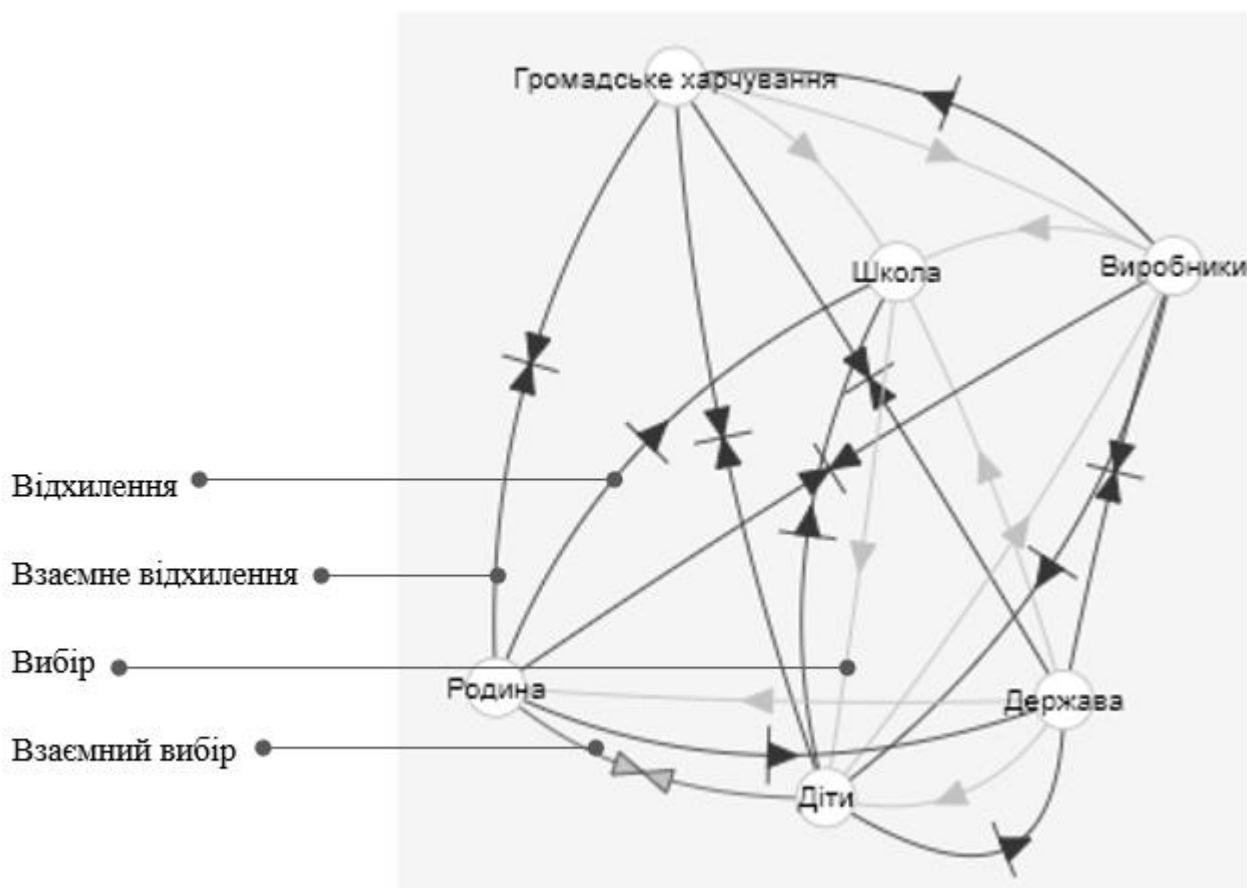 Громадське харчування
Школа
Виробники
Відхилення
Взаємне відхилення
Вибір
Родина
Держава
Взаємний вибір
Діти